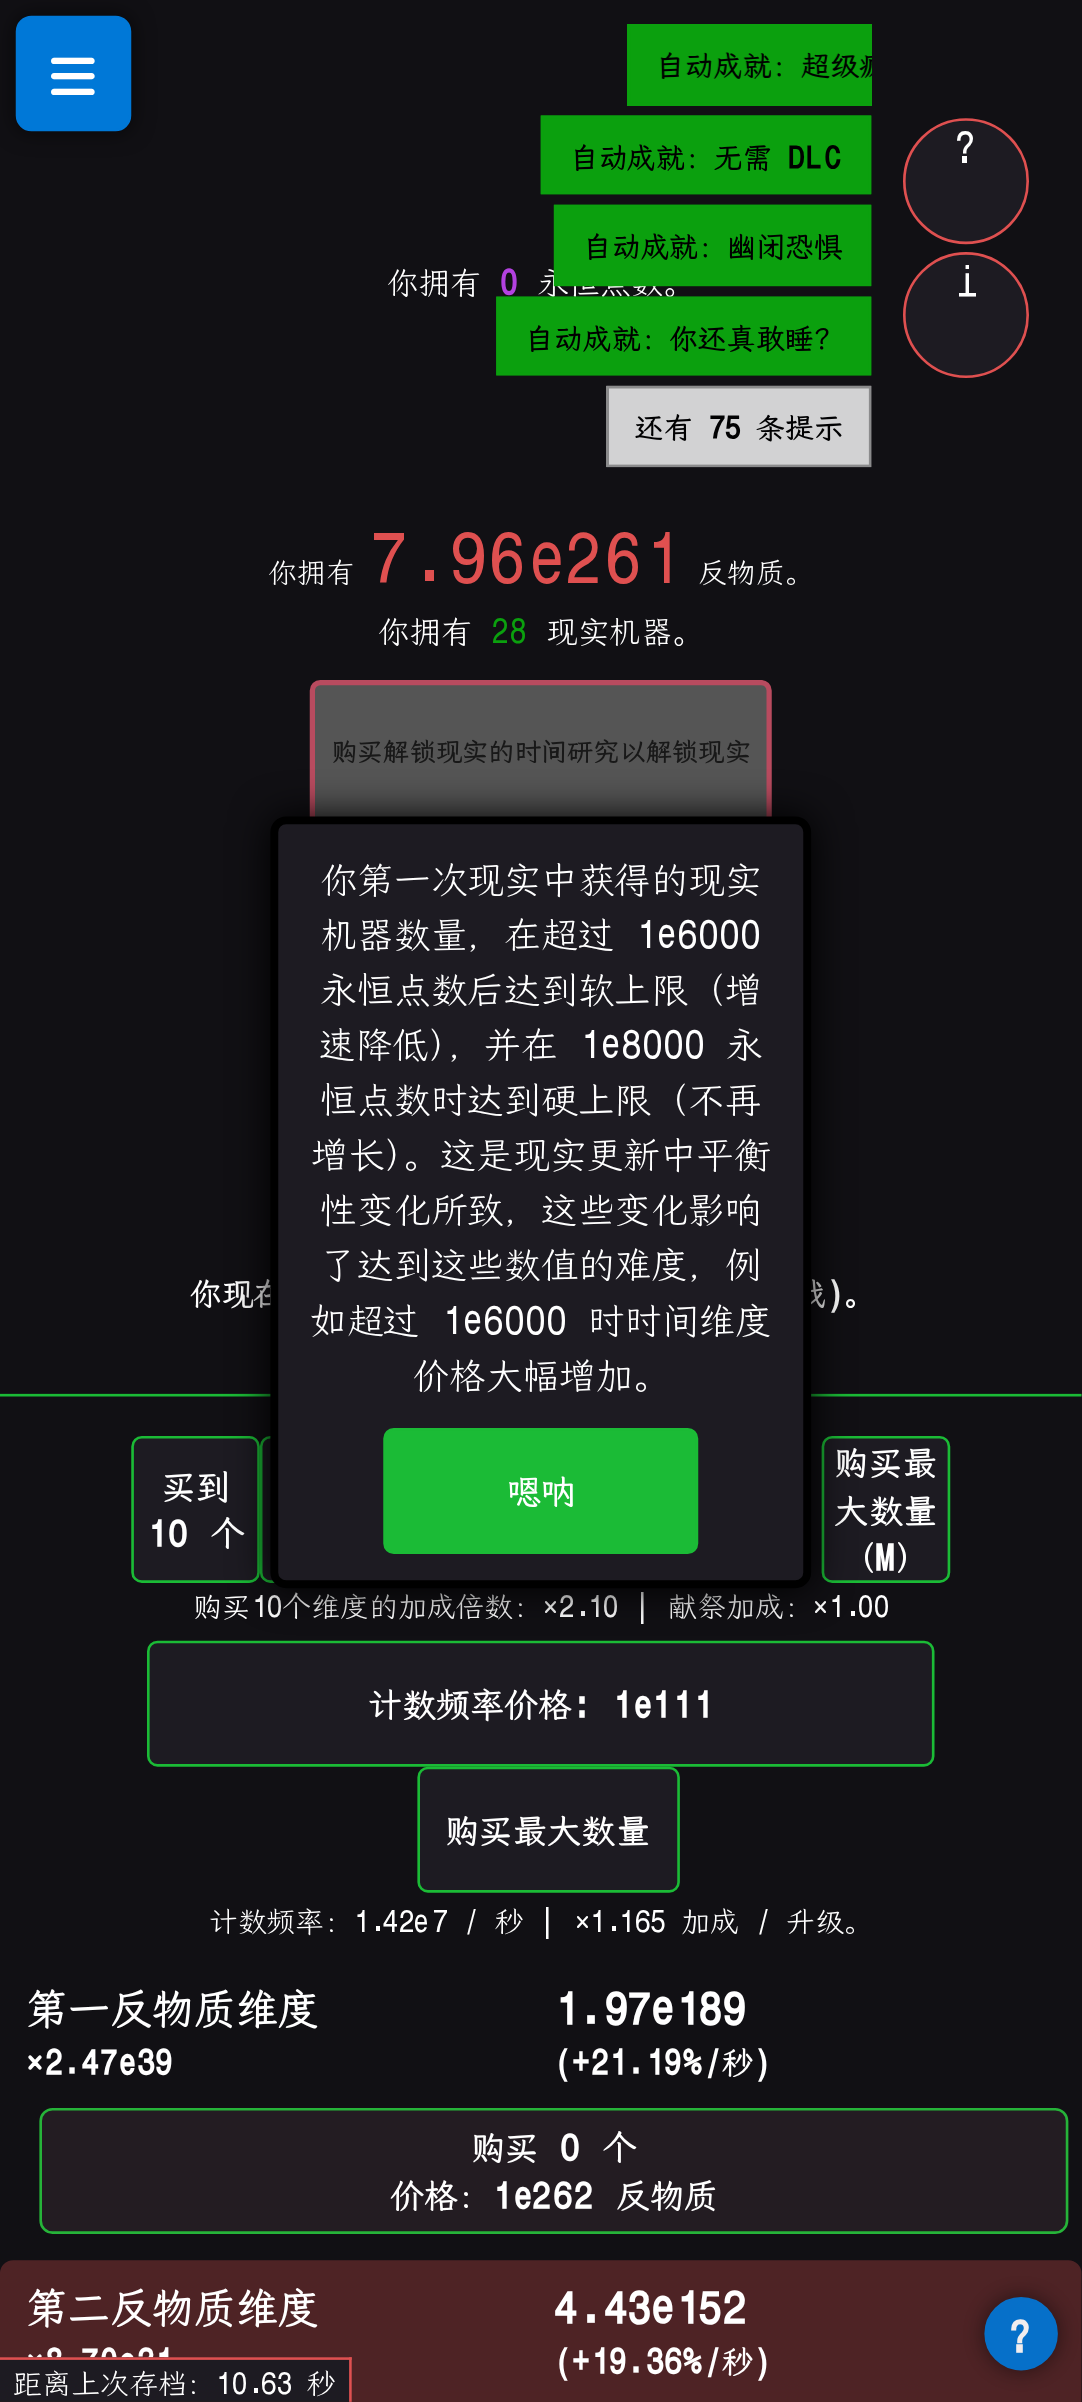 自动成就: 超级
自动成就: 无需 DLC
?
自动成就: 幽闭恐惧
你拥有 0 永恒点数。
i
自动成就: 你还真敢睡?
还有 75 条提示
你拥有 7.96e261 反物质。
你拥有 28 现实机器。
购买解锁现实的时间研究以解锁现实
你第一次现实中获得的现实
机器数量, 在超过 1e6000
永恒点数后达到软上限 (增
速降低), 并在 1e8000 永
恒点数时达到硬上限 (不再
增长)。这是现实更新中平衡
性变化所致, 这些变化影响
了达到这些数值的难度, 例
如超过 1e6000 时时间维度
价格大幅增加。
嗯呐
你现在 )。
买到
10 个
购买最
大数量
(M)
购买10个维度的加成倍数: ×2.10 | 献祭加成: ×1.00
计数频率价格: 1e111
购买最大数量
计数频率: 1.42e7 / 秒 | ×1.165 加成 / 升级。
第一反物质维度 1.97e189
×2.47e39 (+21.19%/秒)
购买 0 个
价格: 1e262 反物质
第二反物质维度 4.43e152
(+19.36%/秒)
?
距离上次存档: 10.63 秒